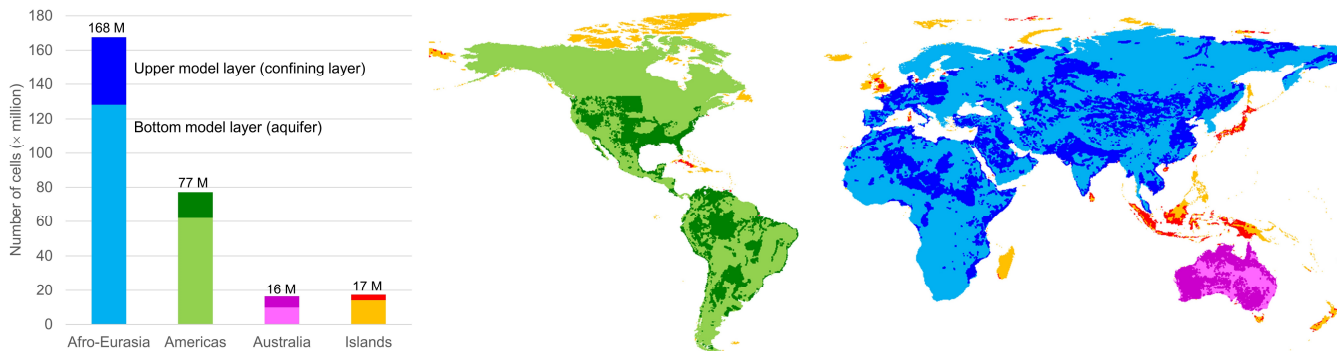 180
168 M
160
Upper model layer (confining layer)
140
120
Bottom model layer (aquifer)
100
80
77 M
60
40
20
16 M
17 M
0
Number of cells (× million)
Afro-Eurasia
Americas
Australia
Islands